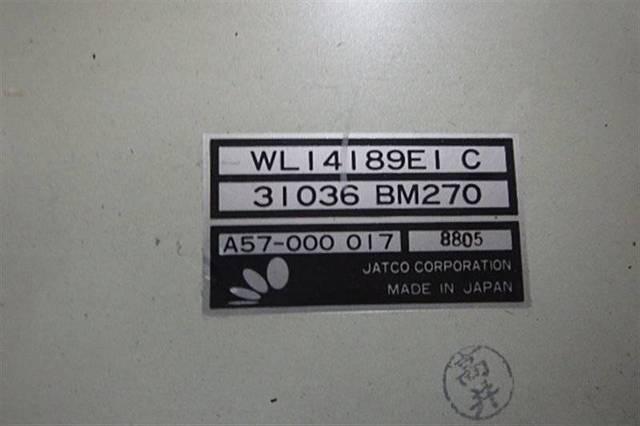 WL14189E1 C
31036 BM270
A57-000 017 8805
JATCO CORPORATION
MADE IN JAPAN